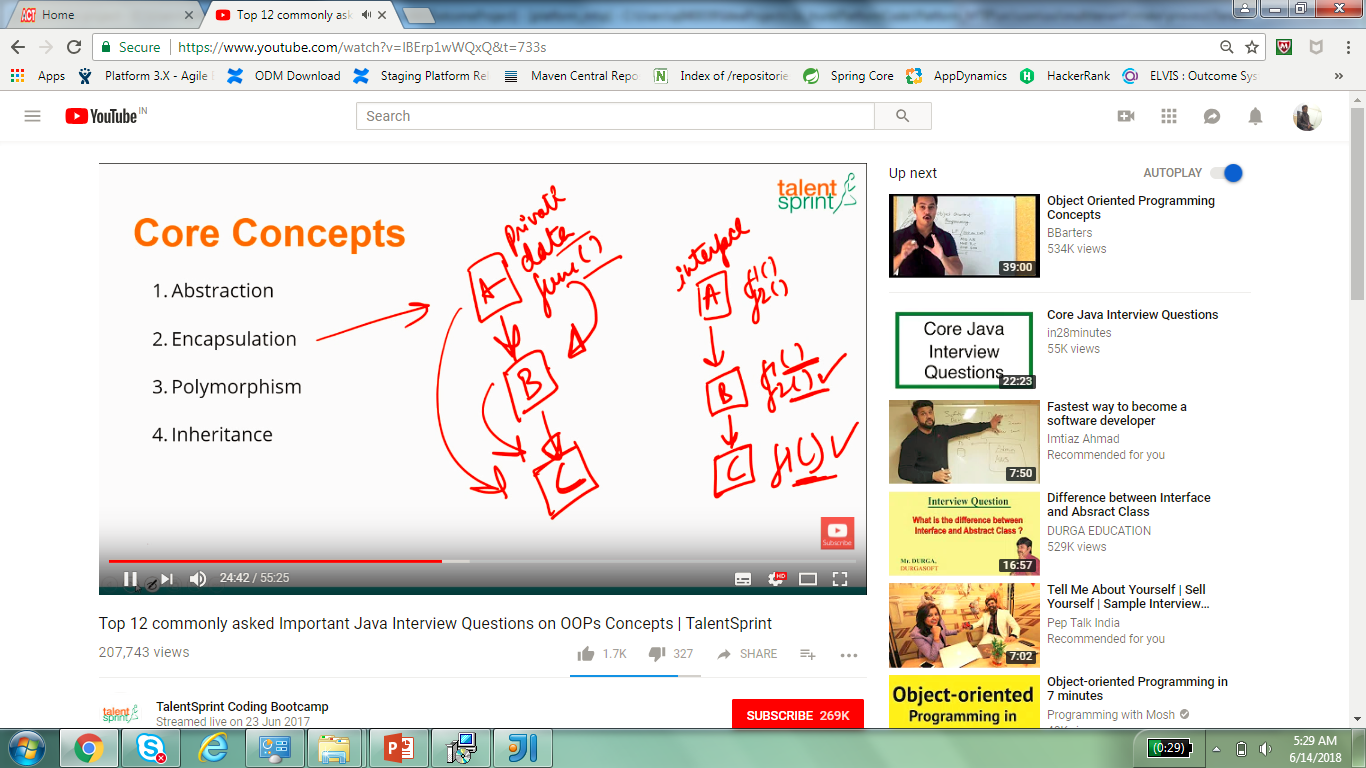 ACT Home
Top 12 commonly ask
Secure https://www.youtube.com/watch?v=IBErp1wWQxQ&t=733s
Apps Platform 3.X - Agile ODM Download Staging Platform Re Maven Central Repo Index of /repositorie Spring Core AppDynamics HackerRank ELVIS : Outcome Sys »
YouTube IN
Search
talent
sprint
Core Concepts
1. Abstraction
2. Encapsulation
3. Polymorphism
4. Inheritance
private
data
func()
A
B
C
interface
A f1()
f2()
B f1()
f2()
C f1()
Subscribe
24:42 / 55:25
HD
Top 12 commonly asked Important Java Interview Questions on OOPs Concepts | TalentSprint
207,743 views
1.7K 327 SHARE
talent
sprint
TalentSprint Coding Bootcamp
Streamed live on 23 Jun 2017
SUBSCRIBE 269K
Up next AUTOPLAY
39:00
Object Oriented Programming
Concepts
BBarters
534K views
Core Java
Interview
Questions
22:23
Core Java Interview Questions
in28minutes
55K views
7:50
Fastest way to become a
software developer
Imtiaz Ahmad
Recommended for you
Interview Question
What is the difference between
Interface and Abstract Class ?
Mr. DURGA,
DURGASOFT
16:57
Difference between Interface
and Absract Class
DURGA EDUCATION
529K views
7:02
Tell Me About Yourself | Sell
Yourself | Sample Interview…
Pep Talk India
Recommended for you
Object-oriented
Programming in
Object-oriented Programming in
7 minutes
Programming with Mosh
(0:29)
5:29 AM
6/14/2018